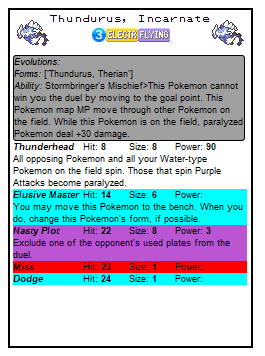 Thundurus, Incarnate
3 ELECTR FLYING
Evolutions:
Forms: ['Thundurus, Therian']
Ability: Stormbringer's Mischief>This Pokemon cannot
win you the duel by moving to the goal point. This
Pokemon map MP move through other Pokemon on
the field. While this Pokemon is on the field, paralyzed
Pokemon deal +30 damage.
Thunderhead Hit: 8 Size: 8 Power: 90
All opposing Pokemon and all your Water-type
Pokemon on the field spin. Those that spin Purple
Attacks become paralyzed.
Elusive Master Hit: 14 Size: 6 Power:
You may move this Pokemon to the bench. When you
do, change this Pokemon's form, if possible.
Nasty Plot Hit: 22 Size: 8 Power: 3
Exclude one of the opponent's used plates from the
duel.
Miss Hit: 23 Size: 1 Power:
Dodge Hit: 24 Size: 1 Power: